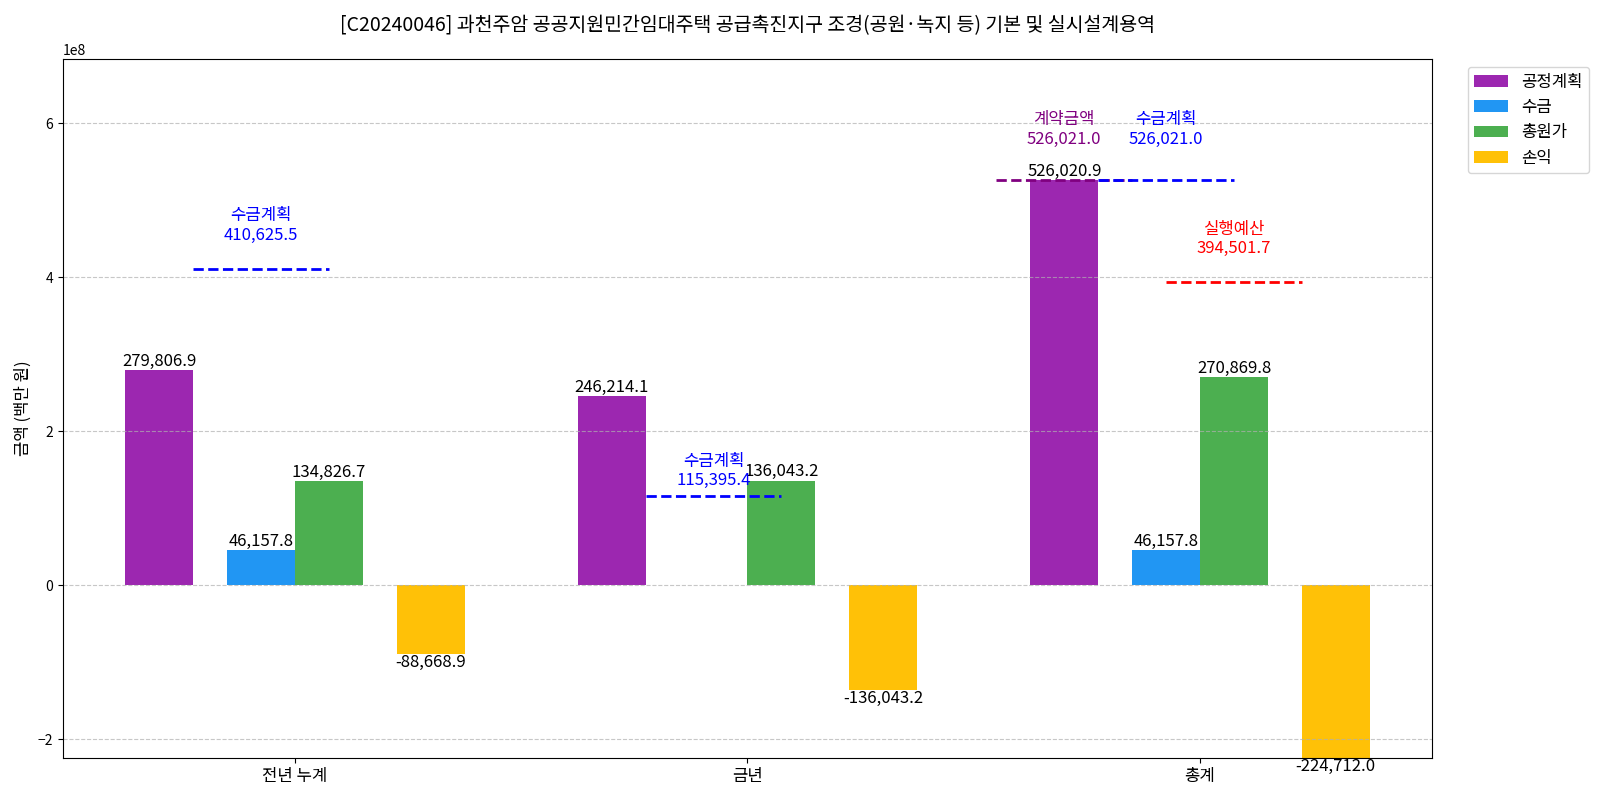 [C20240046] 과천주암 공공지원민간임대주택 공급촉진지구 조경(공원·녹지 등) 기본 및 실시설계용역
1e8
공정계획
수금
총원가
손익
금액 (백만 원)
6
4
2
0
−2
계약금액
526,021.0
수금계획
526,021.0
526,020.9
수금계획
410,625.5
실행예산
394,501.7
279,806.9
246,214.1
270,869.8
수금계획
115,395.4
134,826.7
136,043.2
46,157.8
46,157.8
-88,668.9
-136,043.2
-224,712.0
전년 누계
금년
총계